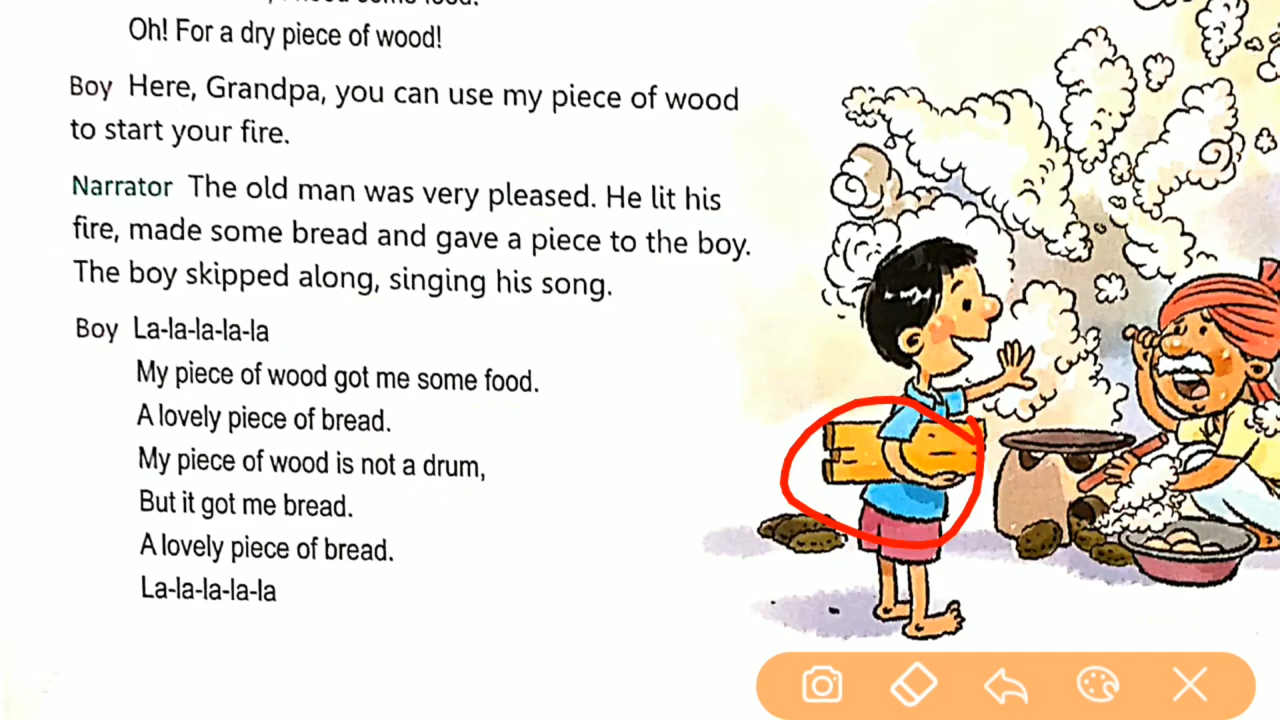 Oh! For a dry piece of wood!
Boy Here, Grandpa, you can use my piece of wood
to start your fire.
Narrator The old man was very pleased. He lit his
fire, made some bread and gave a piece to the boy.
The boy skipped along, singing his song.
Boy La-la-la-la-la
My piece of wood got me some food.
A lovely piece of bread.
My piece of wood is not a drum,
But it got me bread.
A lovely piece of bread.
La-la-la-la-la